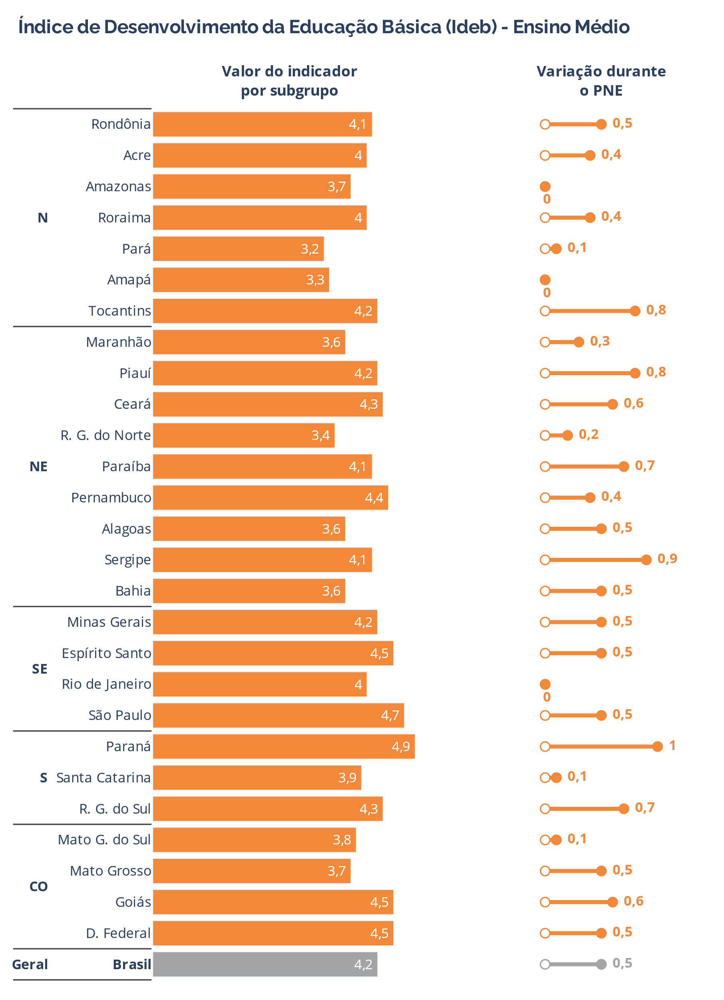 Índice de Desenvolvimento da Educação Básica (Ideb) - Ensino Médio
Valor do indicador
por subgrupo
Variação durante
o PNE
Rondônia 4,1 0,5
Acre 4 0,4
Amazonas 3,7 0
N Roraima 4 0,4
Pará 3,2 0,1
Amapá 3,3 0
Tocantins 4,2 0,8
Maranhão 3,6 0,3
Piauí 4,2 0,8
Ceará 4,3 0,6
R. G. do Norte 3,4 0,2
NE Paraíba 4,1 0,7
Pernambuco 4,4 0,4
Alagoas 3,6 0,5
Sergipe 4,1 0,9
Bahia 3,6 0,5
Minas Gerais 4,2 0,5
Espírito Santo 4,5 0,5
SE
Rio de Janeiro 4 0
São Paulo 4,7 0,5
Paraná 4,9 1
S Santa Catarina 3,9 0,1
R. G. do Sul 4,3 0,7
Mato G. do Sul 3,8 0,1
Mato Grosso 3,7 0,5
CO
Goiás 4,5 0,6
D. Federal 4,5 0,5
Geral Brasil 4,2 0,5